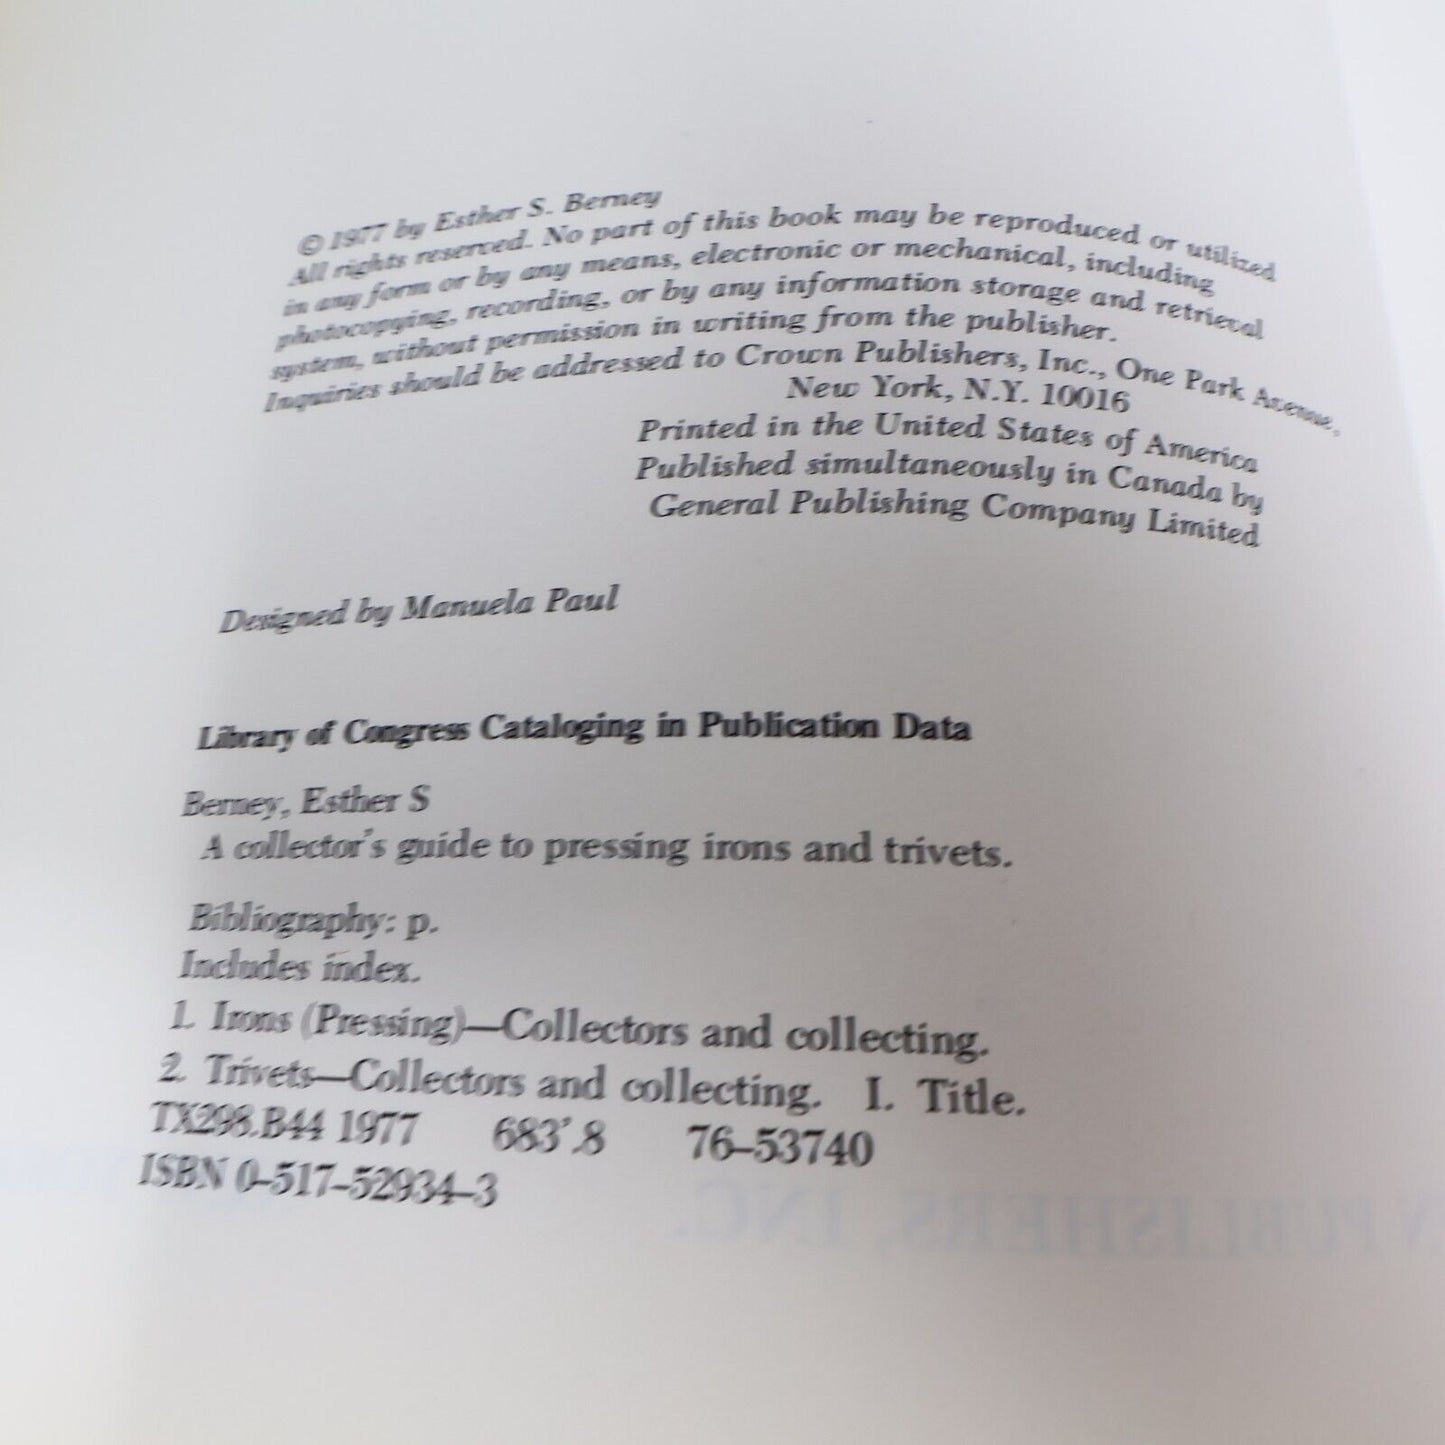 © 1977 by Esther S. Berney
All rights reserved. No part of this book may be reproduced or utilized
in any form or by any means, electronic or mechanical, including
photocopying, recording, or by any information storage and retrieval
system, without permission in writing from the publisher.
Inquiries should be addressed to Crown Publishers, Inc., One Park Avenue,
New York, N.Y. 10016
Printed in the United States of America
Published simultaneously in Canada by
General Publishing Company Limited
Designed by Manuela Paul
Library of Congress Cataloging in Publication Data
Berney, Esther S
A collector's guide to pressing irons and trivets.
Bibliography: p.
Includes index.
1. Irons (Pressing)—Collectors and collecting.
2. Trivets—Collectors and collecting. I. Title.
TX298.B44 1977 683'.8 76–53740
ISBN 0–517–52934–3
N PUBLISHERS, INC.